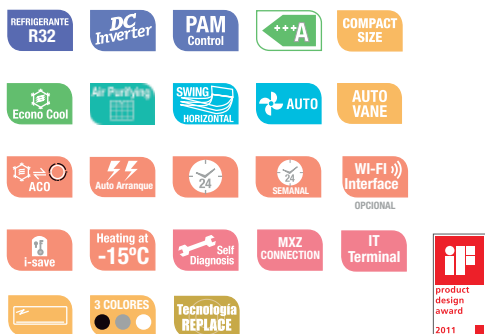 REFRIGERANTE
R32
DC
Inverter
PAM
Control
+++A
COMPACT
SIZE
Econo Cool
Air Purifying
SWING
HORIZONTAL
AUTO
AUTO
VANE
ACO
Auto Arranque
24
24
SEMANAL
WI-FI
Interface
OPCIONAL
i-save
Heating at
-15ºC
Self
Diagnosis
MXZ
CONNECTION
IT
Terminal
3 COLORES
Tecnología
REPLACE
iF
product
design
award
2011